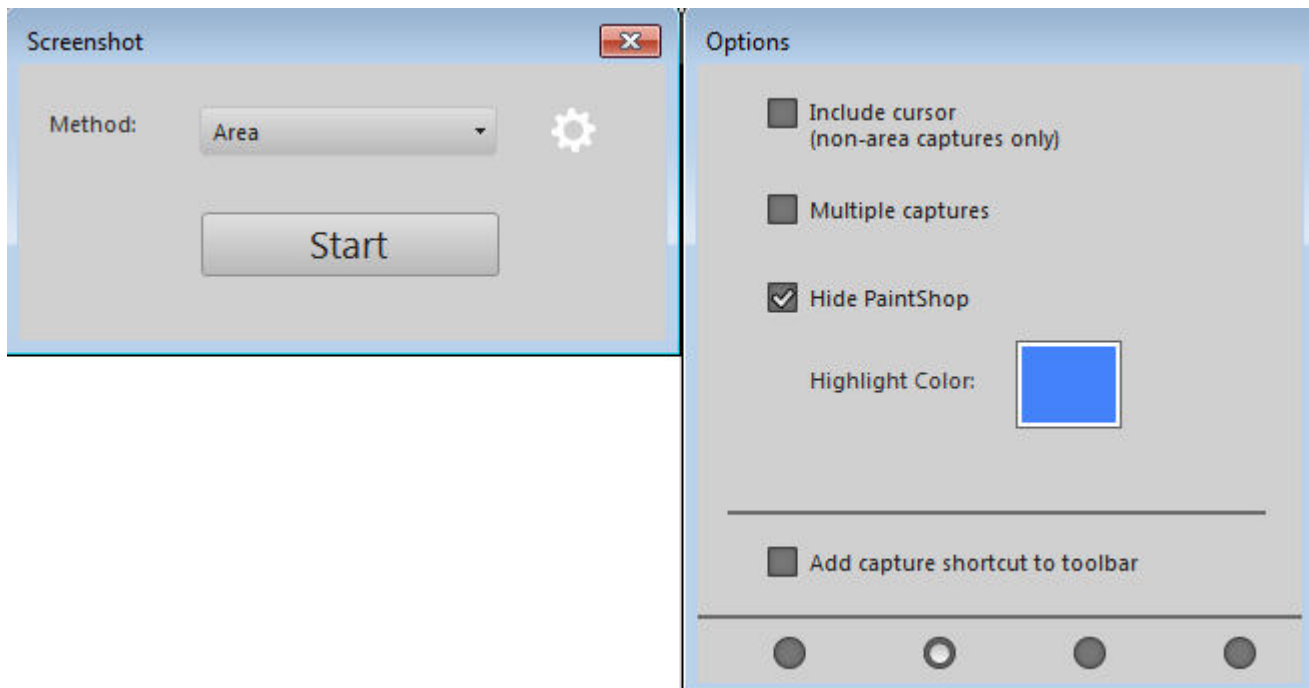 Screenshot
Method:
Area
Start
Options
Include cursor
(non-area captures only)
Multiple captures
Hide PaintShop
Highlight Color:
Add capture shortcut to toolbar